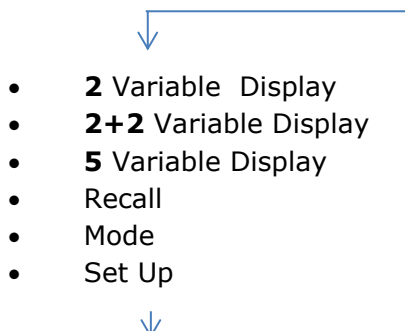 • 2 Variable Display
• 2+2 Variable Display
• 5 Variable Display
• Recall
• Mode
• Set Up